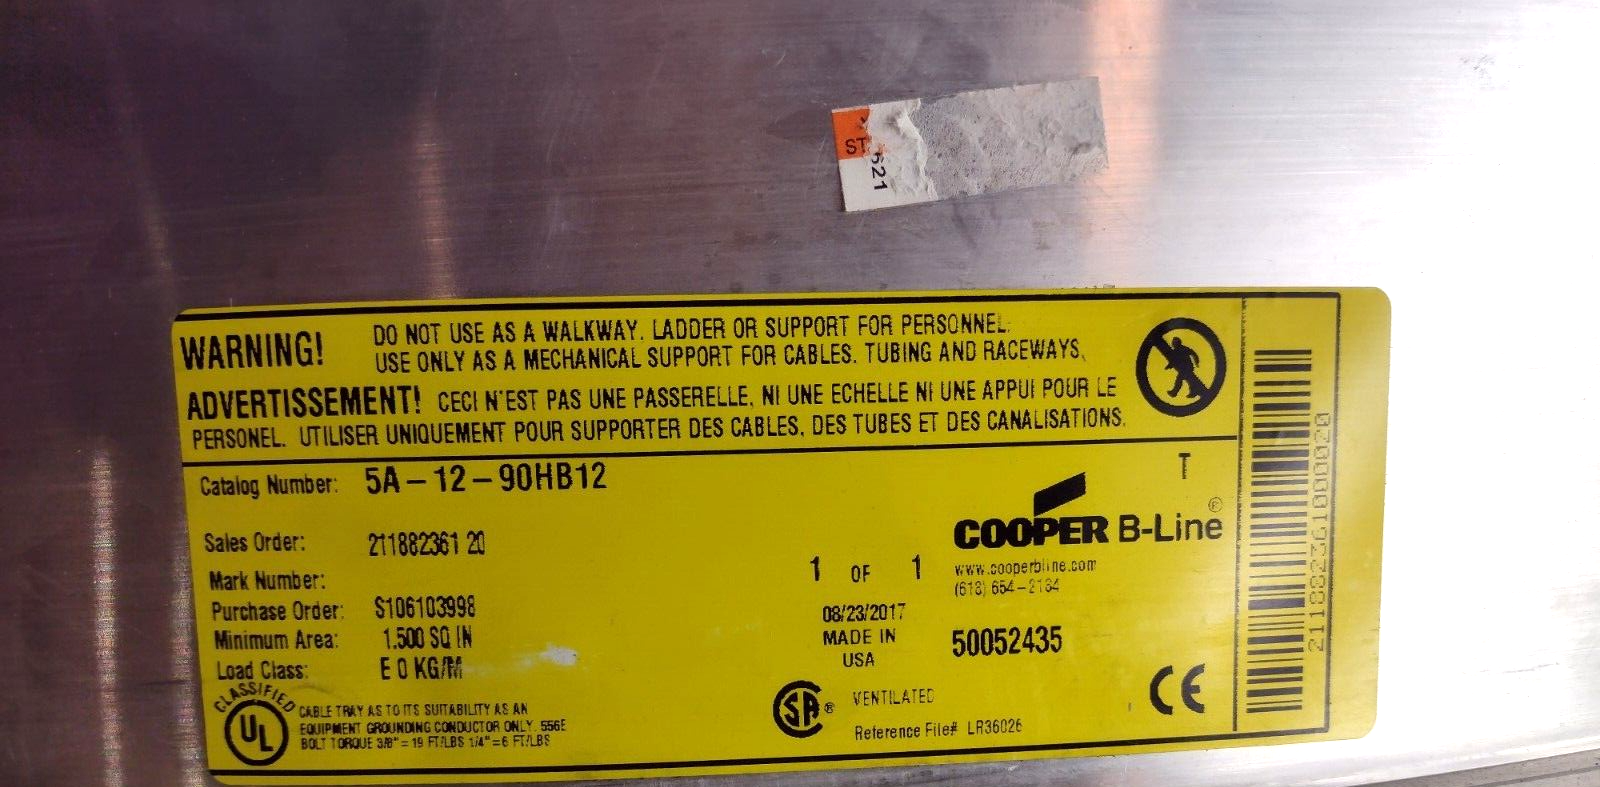 ST
621
WARNING!
DO NOT USE AS A WALKWAY, LADDER OR SUPPORT FOR PERSONNEL.
USE ONLY AS A MECHANICAL SUPPORT FOR CABLES, TUBING AND RACEWAYS.
ADVERTISSEMENT! CECI N'EST PAS UNE PASSERELLE, NI UNE ECHELLE NI UNE APPUI POUR LE
PERSONEL. UTILISER UNIQUEMENT POUR SUPPORTER DES CABLES, DES TUBES ET DES CANALISATIONS.
Catalog Number: 5A-12-90HB12
Sales Order: 211882361 20
Mark Number:
Purchase Order: S106103998
Minimum Area: 1.500 SQ IN
Load Class: E 0 KG/M
CLASSIFIED
UL
CABLE TRAY AS TO ITS SUITABILITY AS AN
EQUIPMENT GROUNDING CONDUCTOR ONLY. 556E
BOLT TORQUE 3/8"=19 FT/LBS 1/4"=6 FT/LBS
1 OF 1
08/23/2017
MADE IN
USA
SA ®
VENTILATED
Reference File# LR36026
T
COOPER B-Line ®
www.cooperbline.com
(618) 654-2184
50052435
CE
2118823610000020